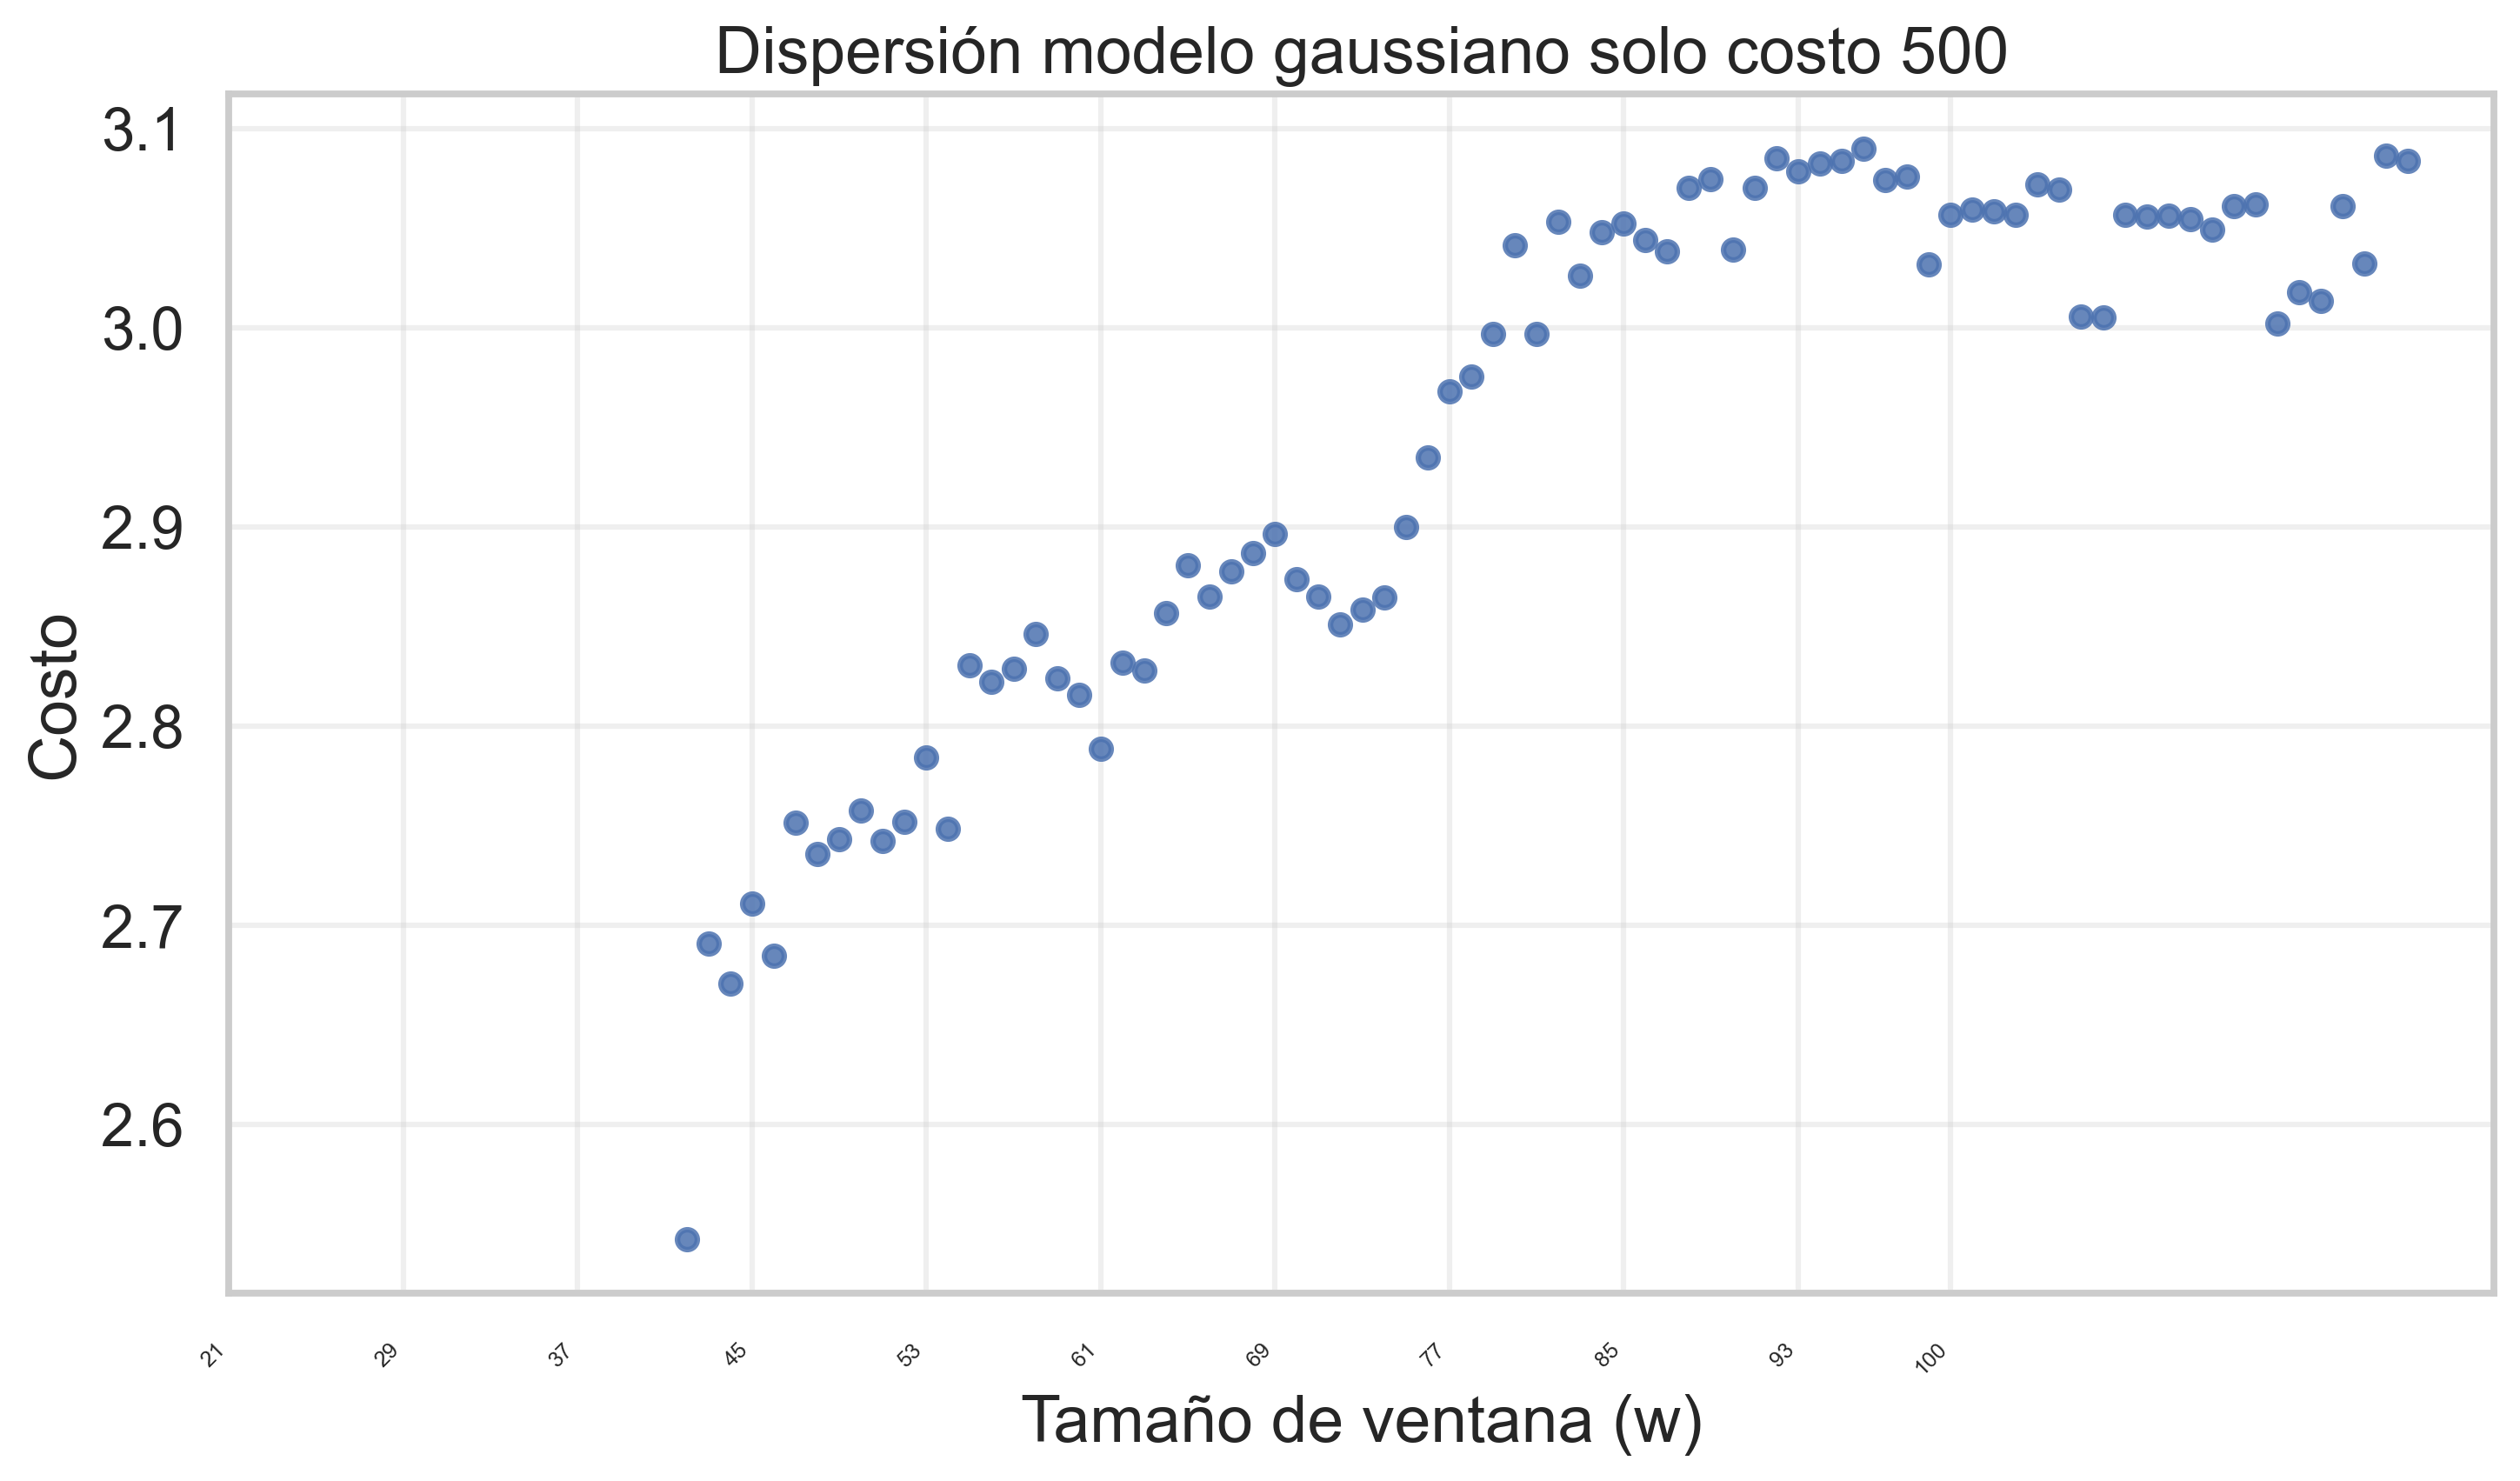 Dispersión modelo gaussiano solo costo 500
3.1
3.0
2.9
2.8
2.7
2.6
Costo
21 29 37 45 53 61 69 77 85 93 100
Tamaño de ventana (w)